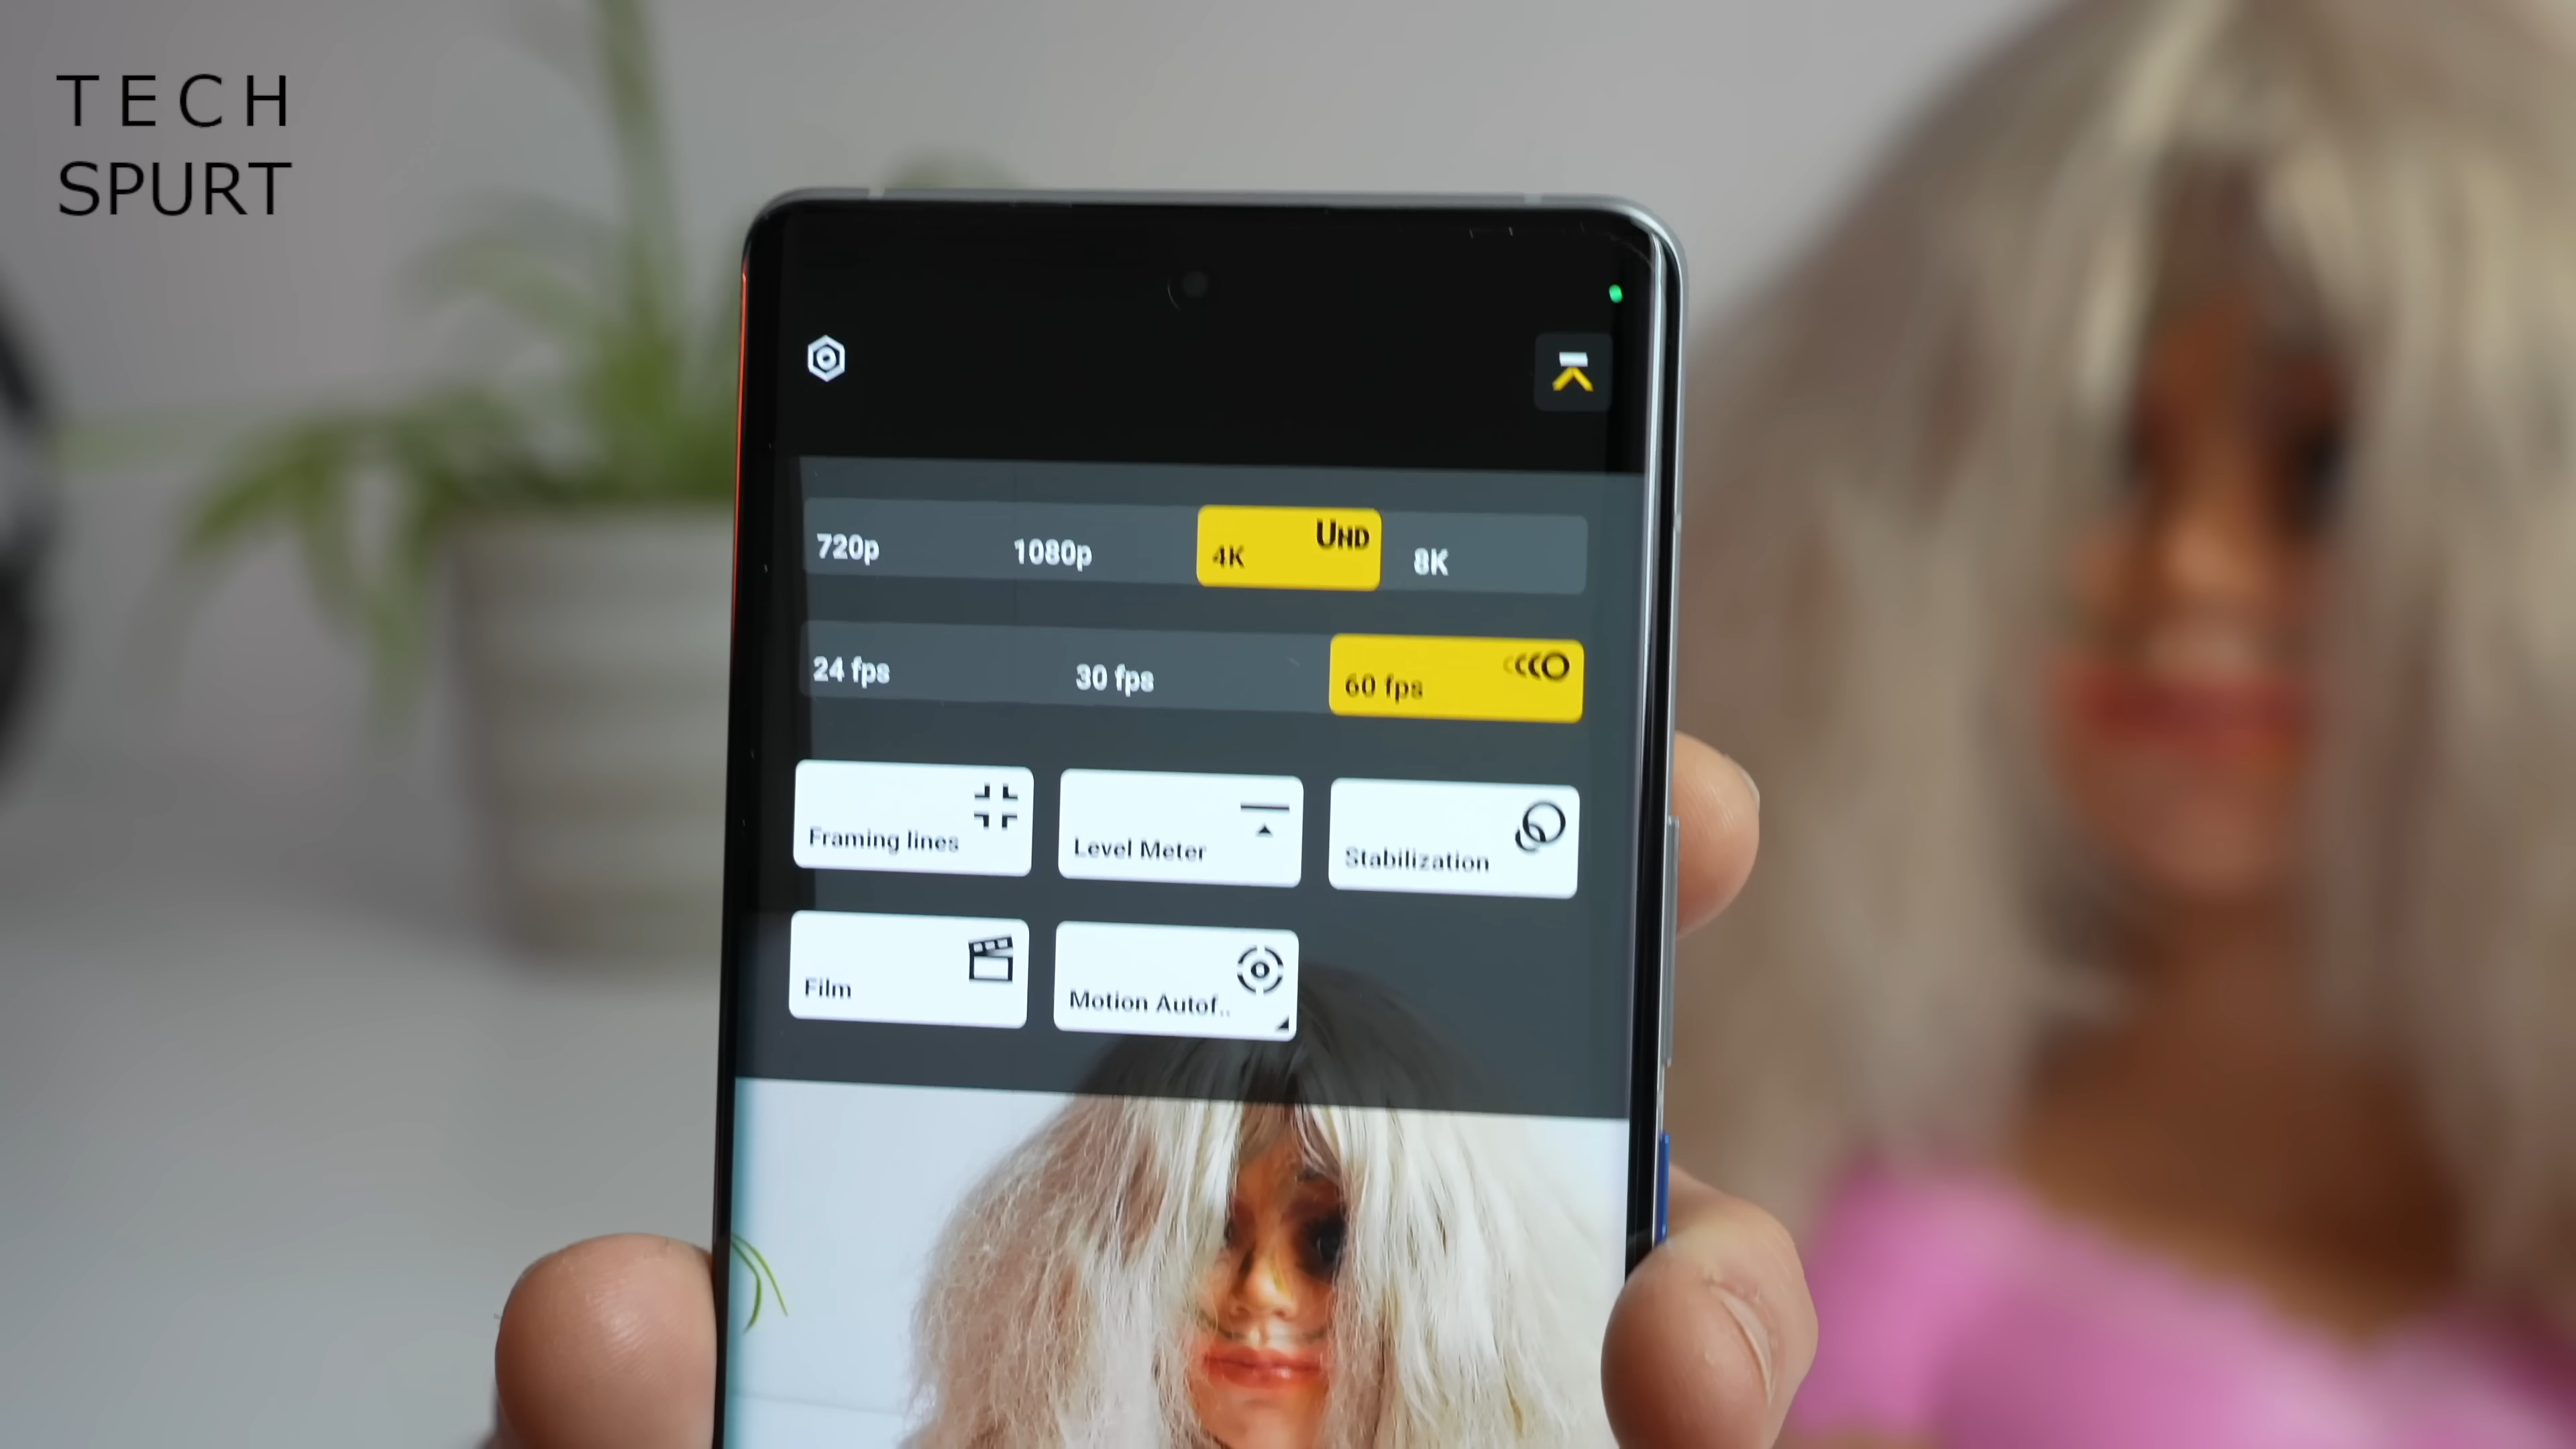 TECH
SPURT
720p
1080p
4K
UHD
8K
24 fps
30 fps
60 fps
Framing lines
Level Meter
Stabilization
Film
Motion Autof..